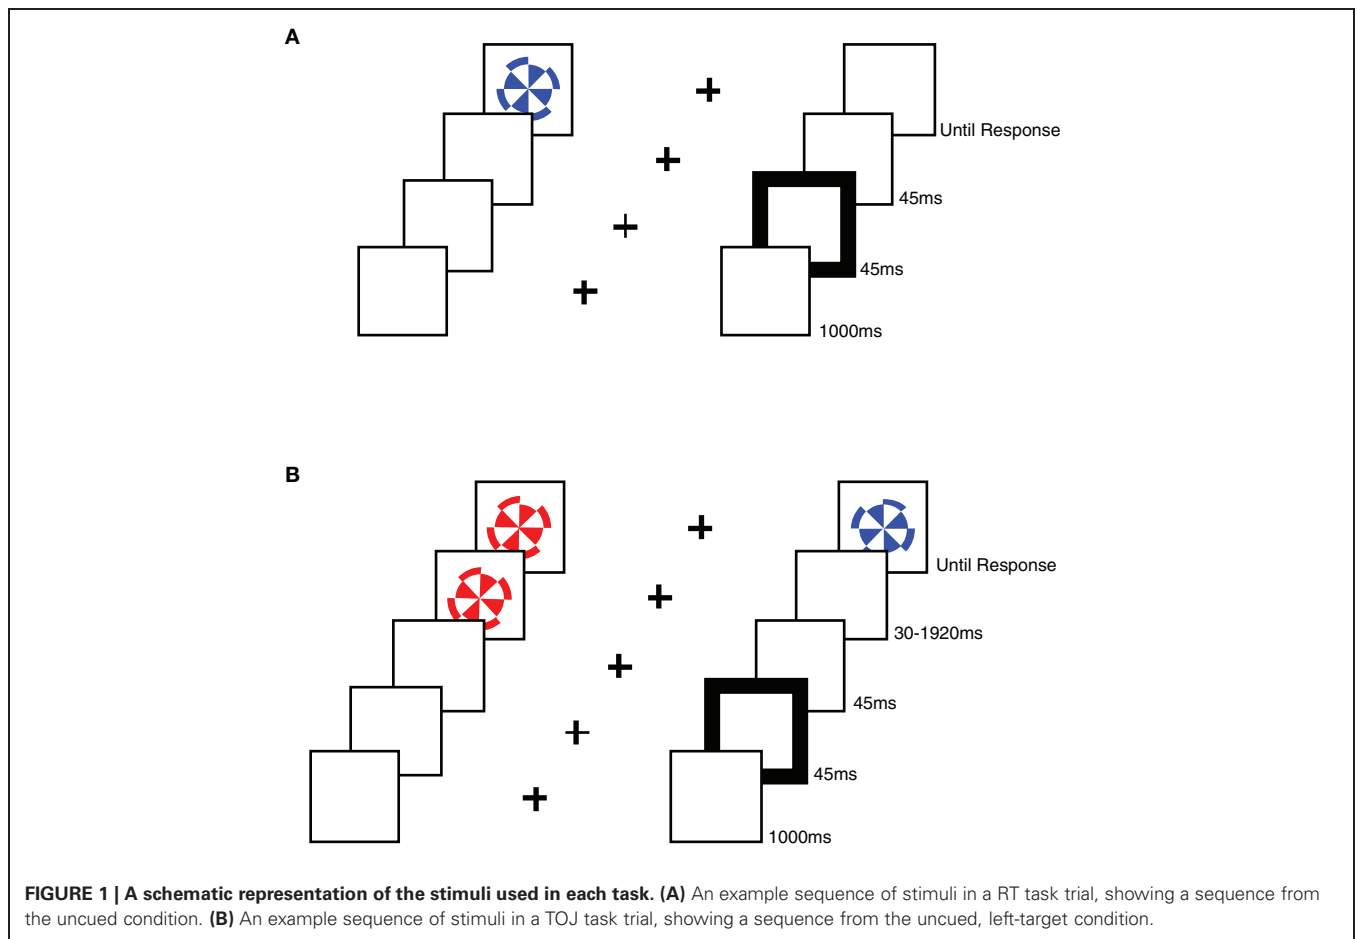 A
Until Response
45ms
45ms
1000ms
B
Until Response
30-1920ms
45ms
45ms
1000ms
FIGURE 1 | A schematic representation of the stimuli used in each task. (A) An example sequence of stimuli in a RT task trial, showing a sequence from
the uncued condition. (B) An example sequence of stimuli in a TOJ task trial, showing a sequence from the uncued, left-target condition.